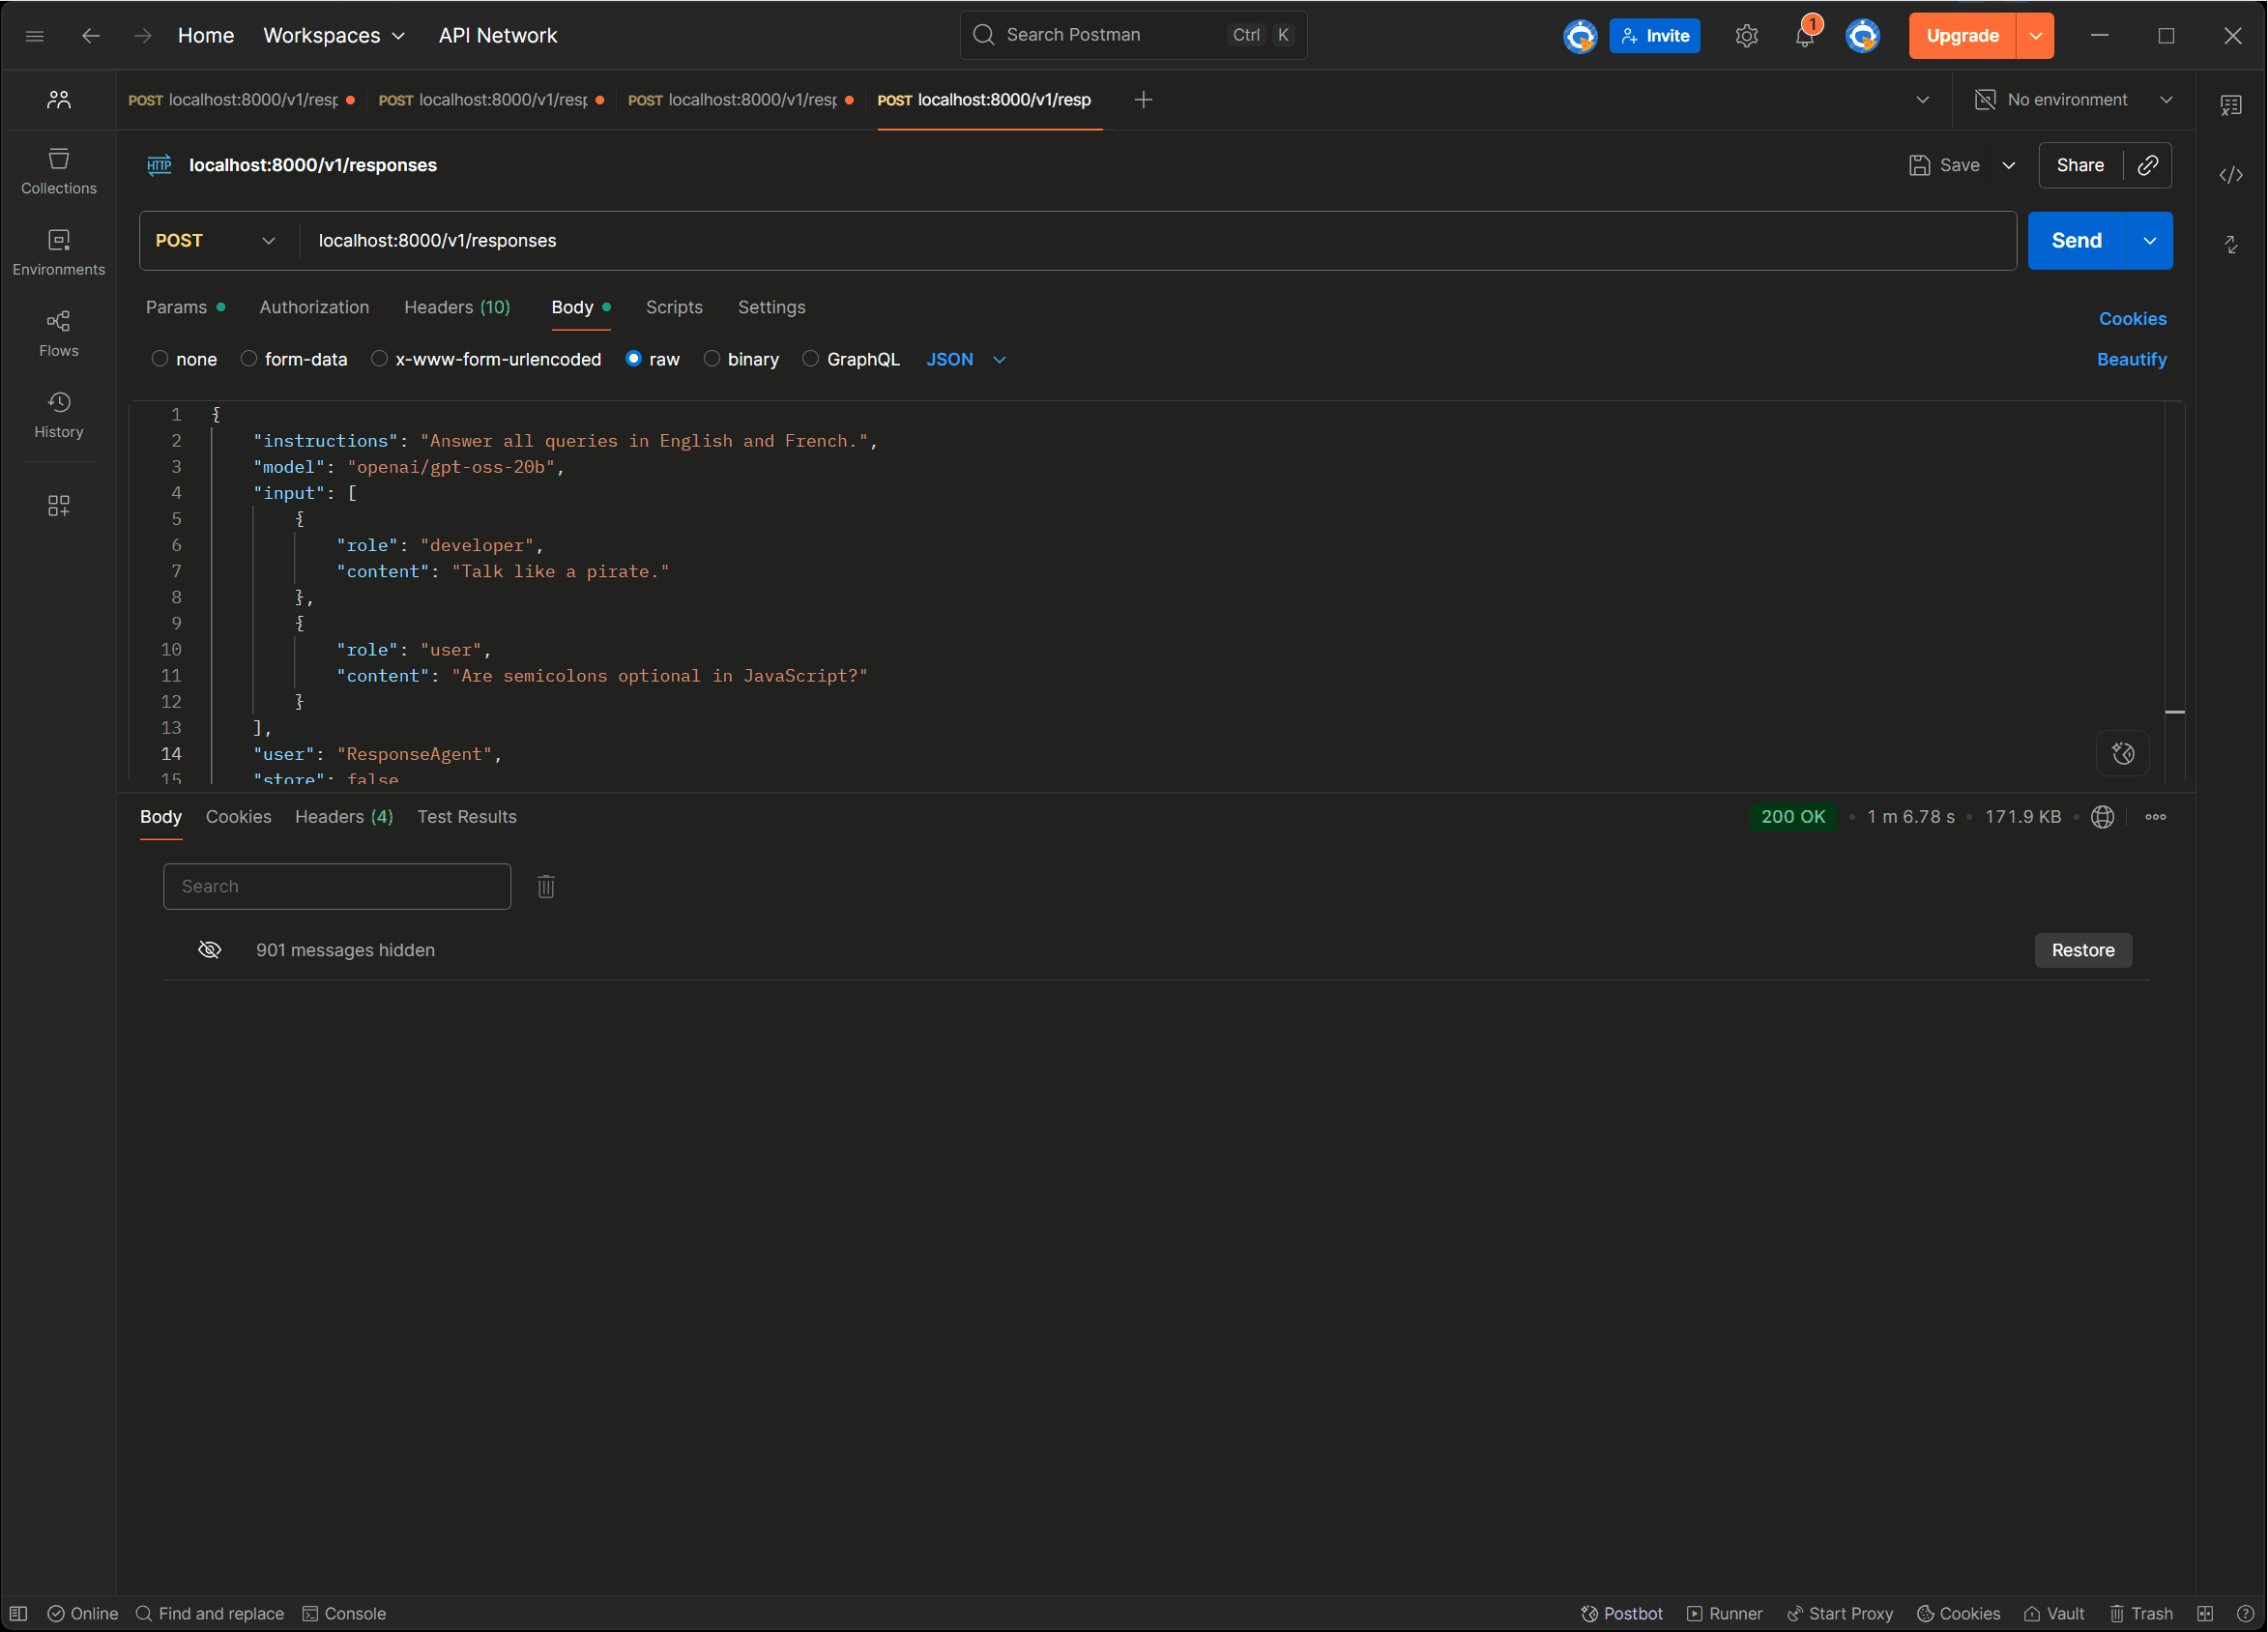 Home Workspaces API Network Search Postman Ctrl K Invite 1 Upgrade
POST localhost:8000/v1/resp POST localhost:8000/v1/resp POST localhost:8000/v1/resp POST localhost:8000/v1/resp No environment
HTTP localhost:8000/v1/responses Save Share
Collections
POST localhost:8000/v1/responses Send
Environments
Params Authorization Headers (10) Body Scripts Settings Cookies
Flows
none form-data x-www-form-urlencoded raw binary GraphQL JSON Beautify
History
1 {
2 "instructions": "Answer all queries in English and French.",
3 "model": "openai/gpt-oss-20b",
4 "input": [
5 {
6 "role": "developer",
7 "content": "Talk like a pirate."
8 },
9 {
10 "role": "user",
11 "content": "Are semicolons optional in JavaScript?"
12 }
13 ],
14 "user": "ResponseAgent",
15 "store": false
Body Cookies Headers (4) Test Results 200 OK • 1 m 6.78 s • 171.9 KB •
Search
901 messages hidden Restore
Online Find and replace Console Postbot Runner Start Proxy Cookies Vault Trash